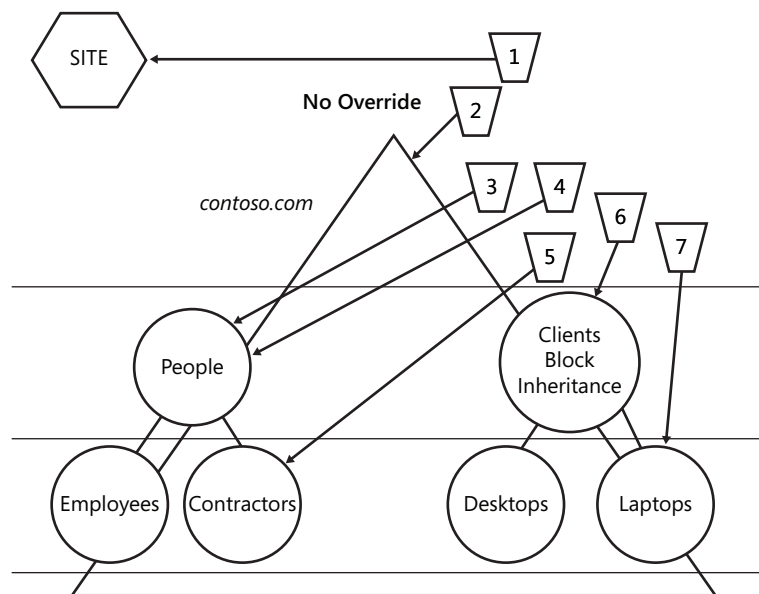 SITE
1
No Override
2
contoso.com
3
4
5
6
7
People
Clients
Block
Inheritance
Employees
Contractors
Desktops
Laptops